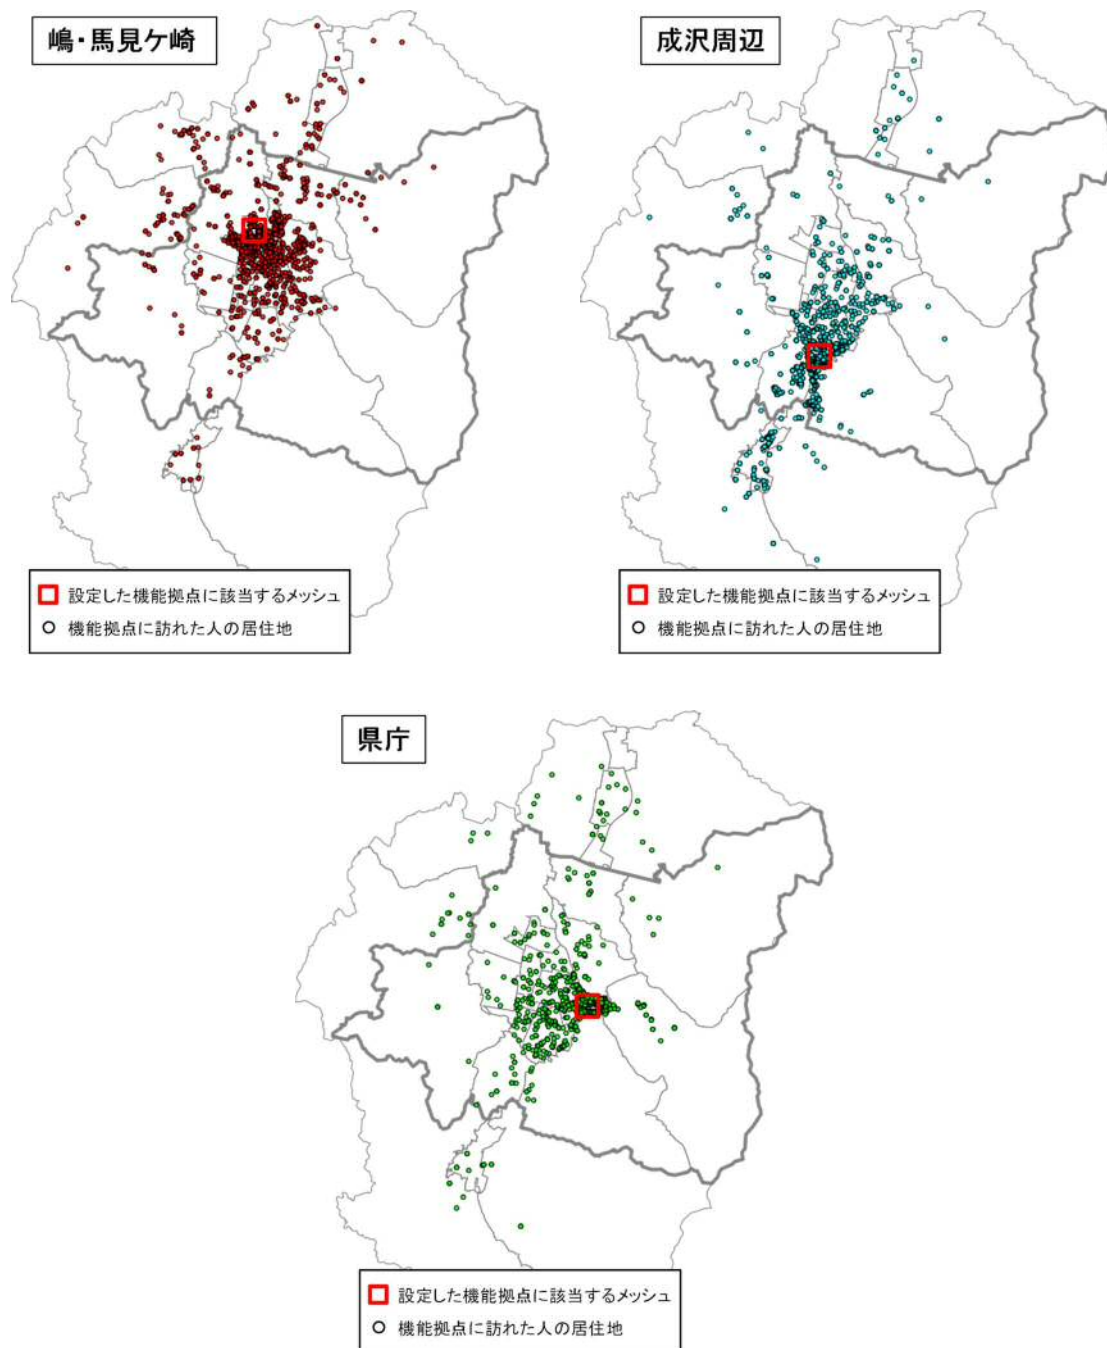 嶋・馬見ケ崎
成沢周辺
設定した機能拠点に該当するメッシュ
機能拠点に訪れた人の居住地
設定した機能拠点に該当するメッシュ
機能拠点に訪れた人の居住地
県庁
設定した機能拠点に該当するメッシュ
機能拠点に訪れた人の居住地